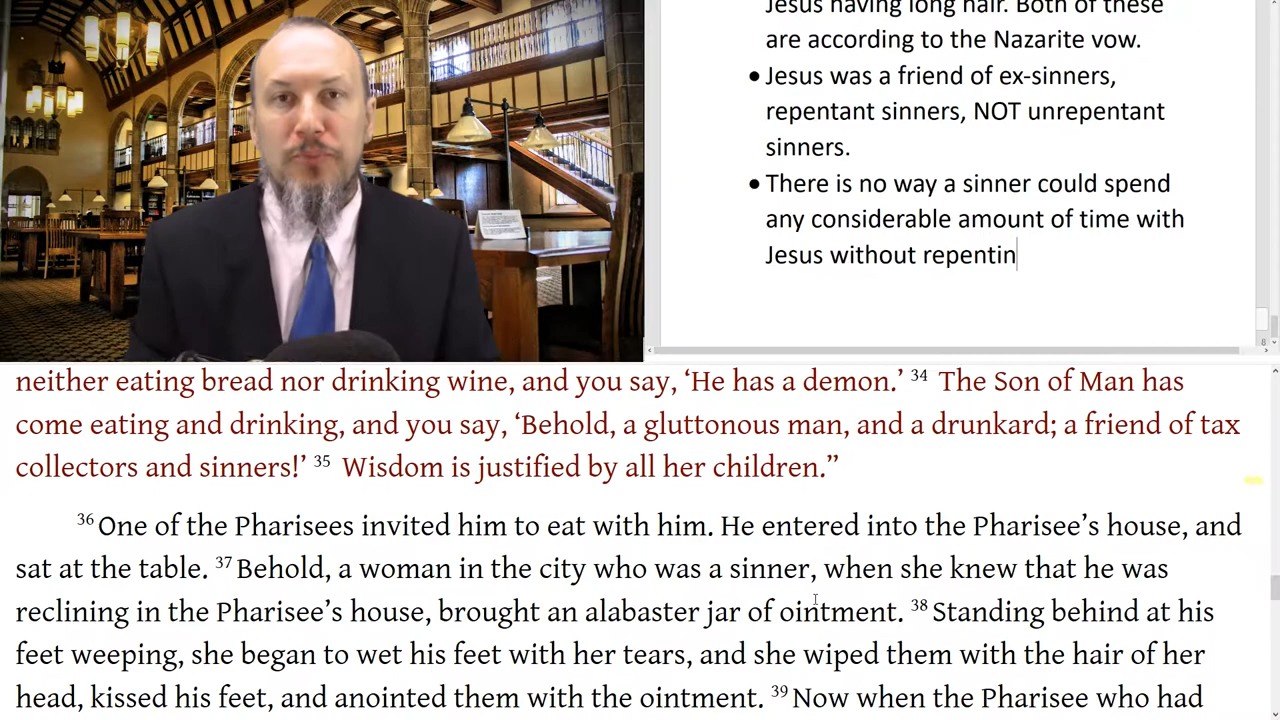 Jesus having long hair. Both of these
are according to the Nazarite vow.
• Jesus was a friend of ex-sinners,
repentant sinners, NOT unrepentant
sinners.
• There is no way a sinner could spend
any considerable amount of time with
Jesus without repentin
8
neither eating bread nor drinking wine, and you say, ‘He has a demon.’ 34 The Son of Man has
come eating and drinking, and you say, ‘Behold, a gluttonous man, and a drunkard; a friend of tax
collectors and sinners!’ 35 Wisdom is justified by all her children.”
36 One of the Pharisees invited him to eat with him. He entered into the Pharisee’s house, and
sat at the table. 37 Behold, a woman in the city who was a sinner, when she knew that he was
reclining in the Pharisee’s house, brought an alabaster jar of ointment. 38 Standing behind at his
feet weeping, she began to wet his feet with her tears, and she wiped them with the hair of her
head, kissed his feet, and anointed them with the ointment. 39 Now when the Pharisee who had